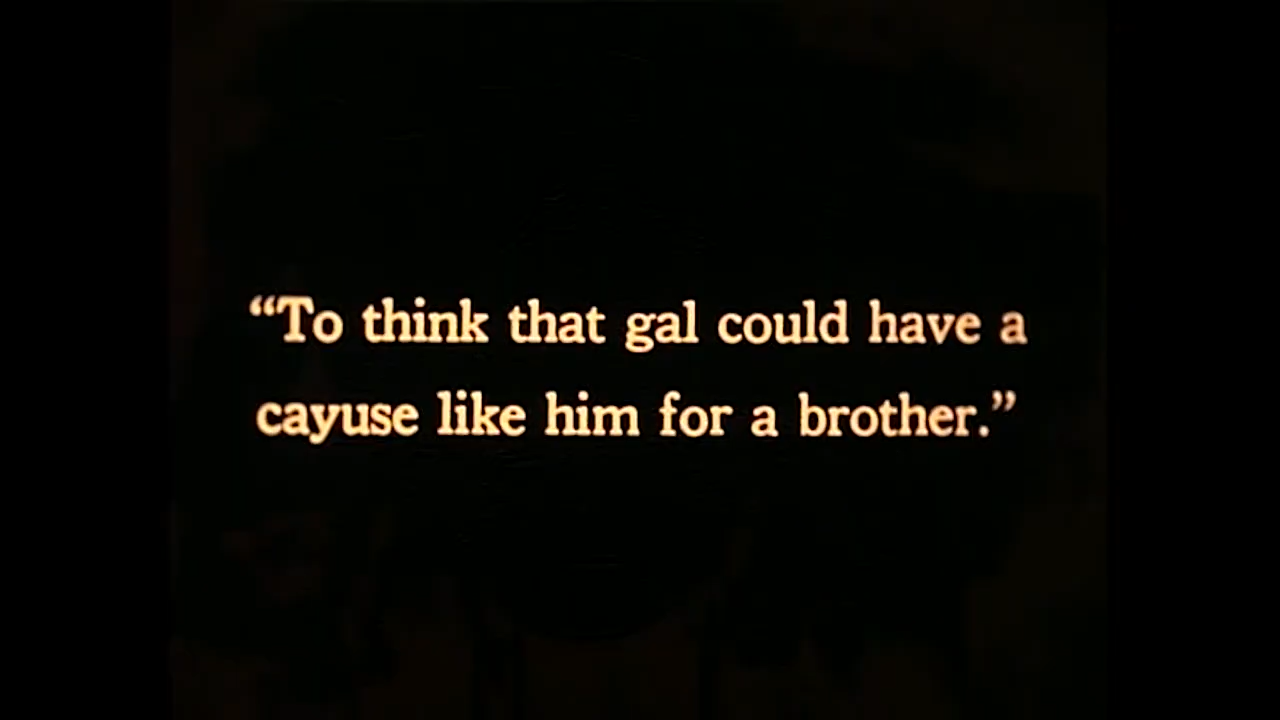 “To think that gal could have a
cayuse like him for a brother.”